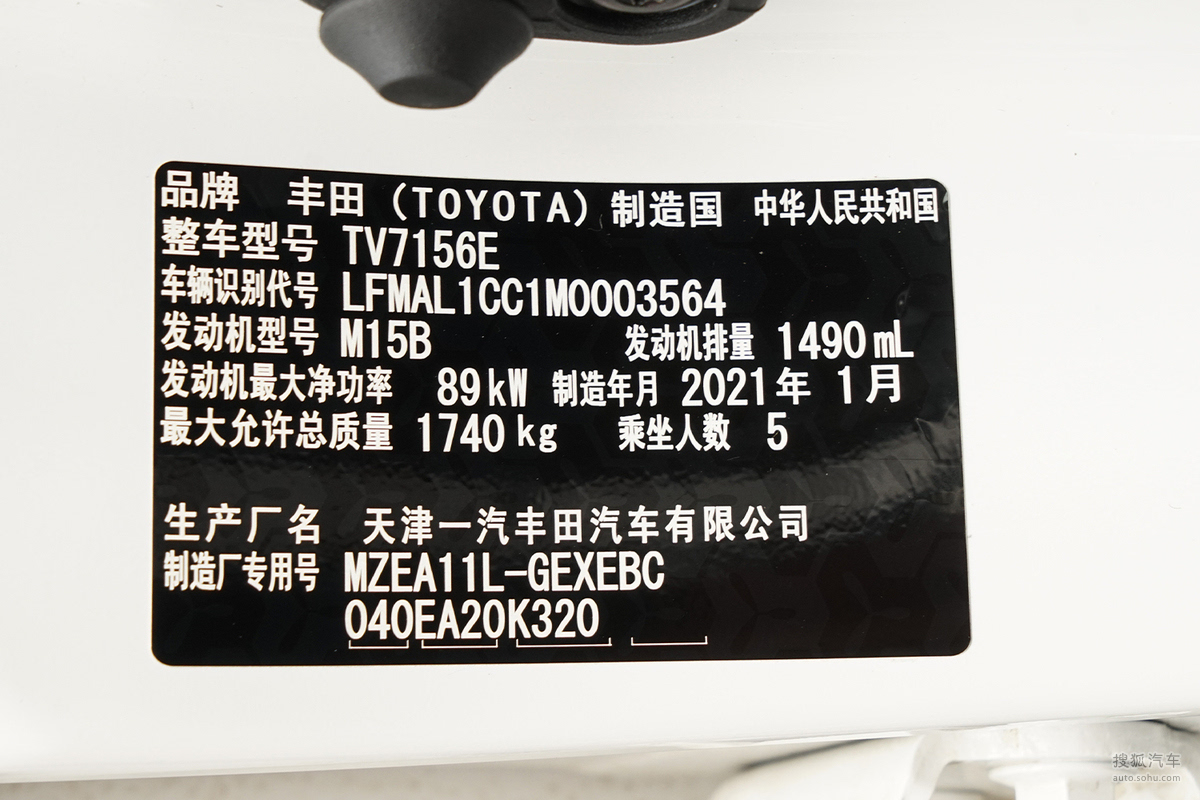 品牌 丰田（TOYOTA）制造国 中华人民共和国
整车型号 TV7156E
车辆识别代号 LFMAL1CC1M0003564
发动机型号 M15B 发动机排量 1490mL
发动机最大净功率 89kW 制造年月 2021年 1月
最大允许总质量 1740kg 乘坐人数 5
生产厂名 天津一汽丰田汽车有限公司
制造厂专用号 MZEA11L-GEXEBC
040EA20K320
搜狐汽车
auto.sohu.com